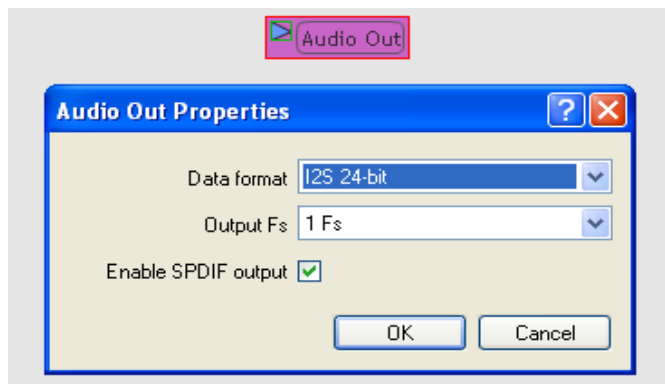 Audio Out
Audio Out Properties
Data format I2S 24-bit
Output Fs 1 Fs
Enable SPDIF output
OK Cancel